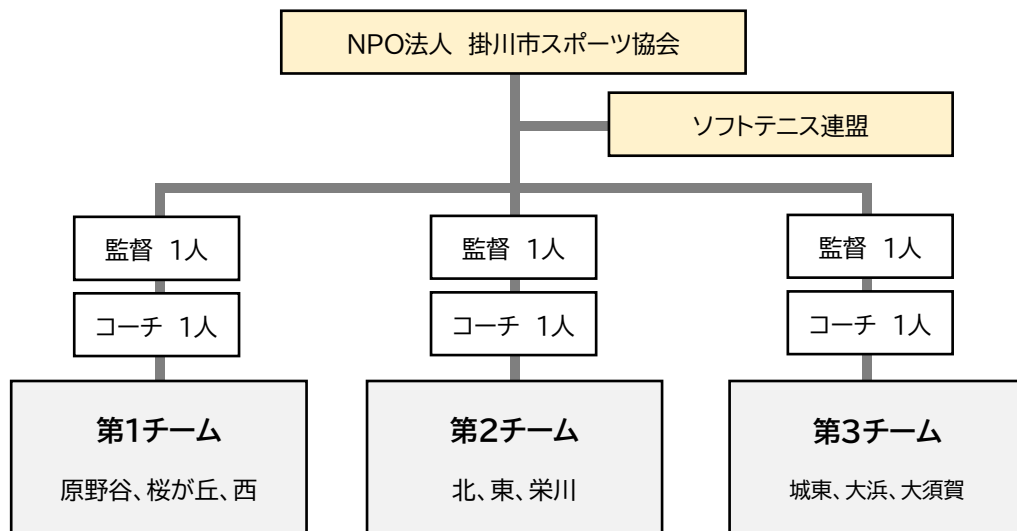 NPO法人 掛川市スポーツ協会
ソフトテニス連盟
監督 1人
監督 1人
監督 1人
コーチ 1人
コーチ 1人
コーチ 1人
第1チーム
第2チーム
第3チーム
原野谷、桜が丘、西
北、東、栄川
城東、大浜、大須賀